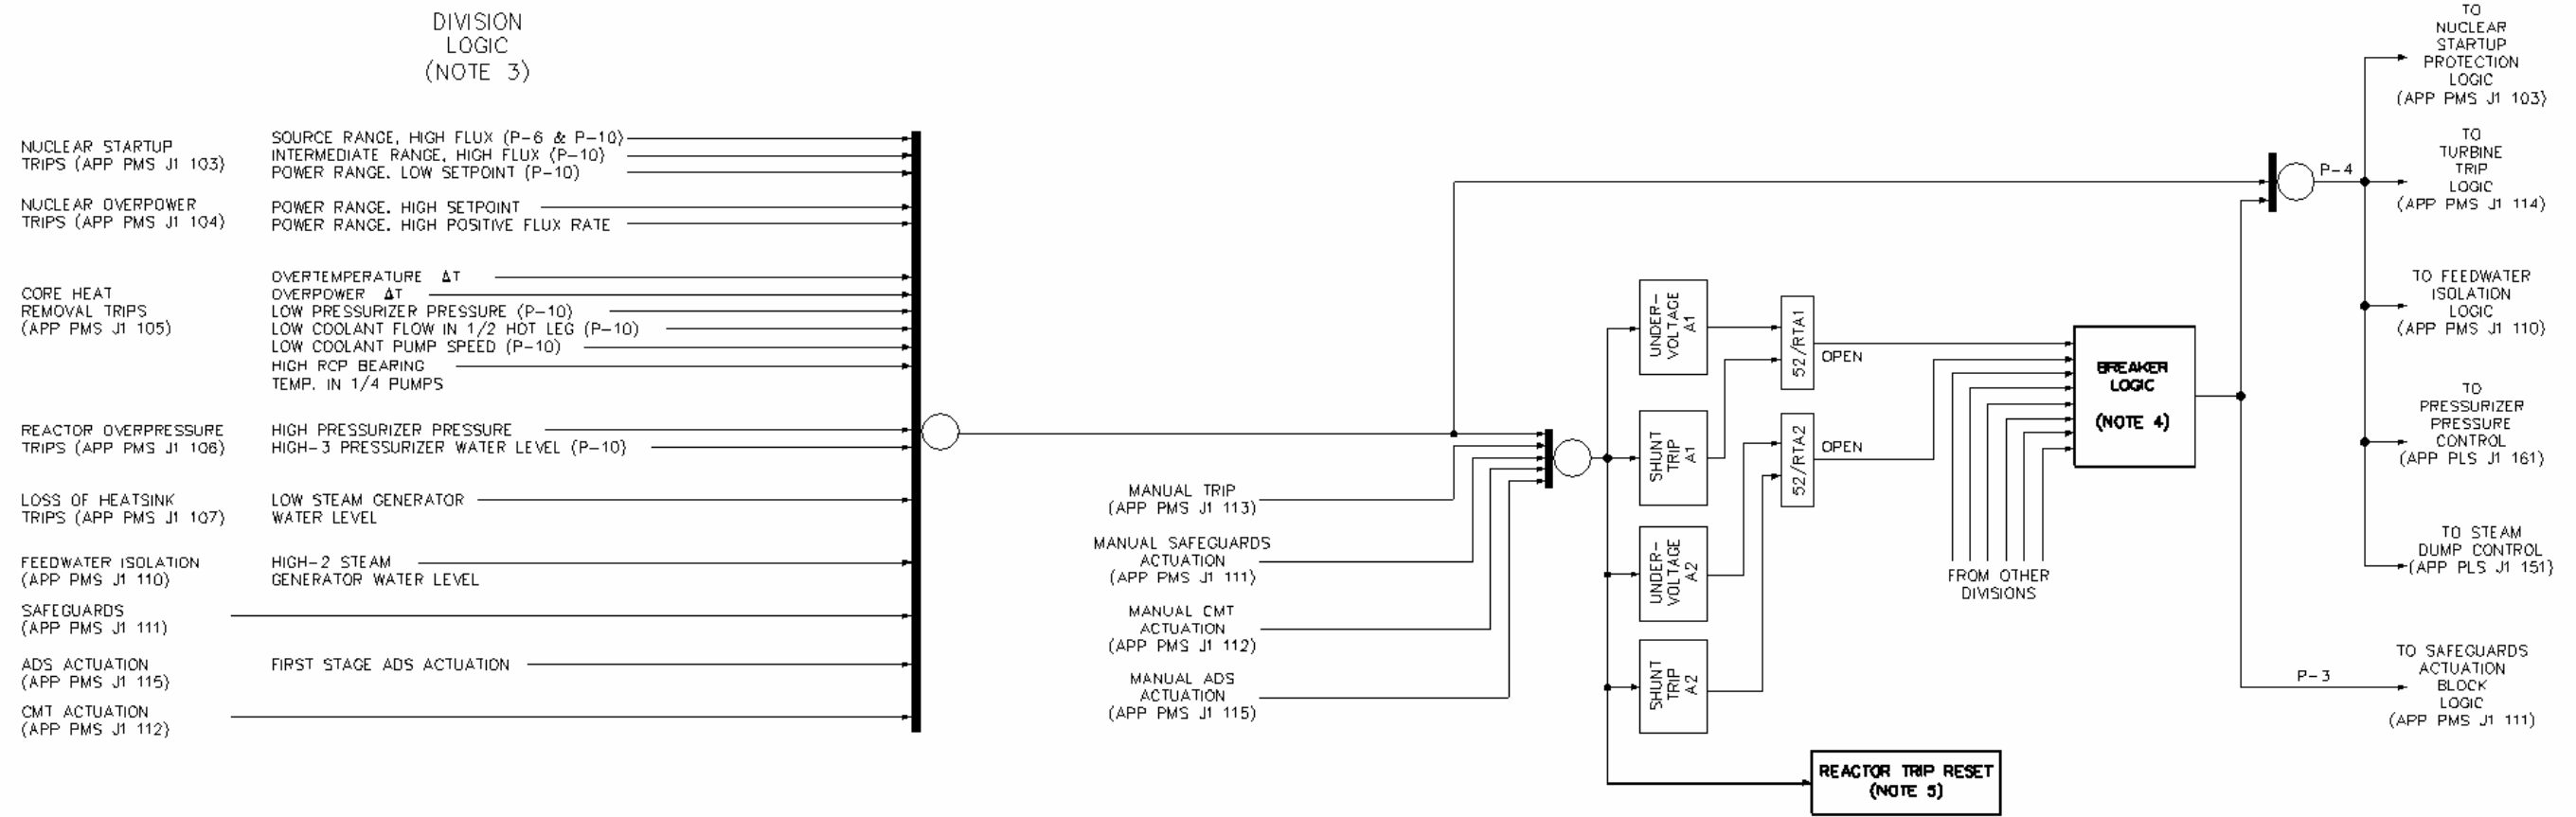 DIVISION
LOGIC
(NOTE 3)
NUCLEAR STARTUP
TRIPS (APP PMS J1 103)
SOURCE RANGE, HIGH FLUX (P-6 & P-10)
INTERMEDIATE RANGE, HIGH FLUX (P-10)
POWER RANGE. LOW SETPOINT (P-10)
NUCLEAR OVERPOWER
TRIPS (APP PMS J1 104)
POWER RANGE. HIGH SETPOINT
POWER RANGE. HIGH POSITIVE FLUX RATE
CORE HEAT
REMOVAL TRIPS
(APP PMS J1 105)
OVERTEMPERATURE ΔT
OVERPOWER ΔT
LOW PRESSURIZER PRESSURE (P-10)
LOW COOLANT FLOW IN 1/2 HOT LEG (P-10)
LOW COOLANT PUMP SPEED (P-10)
HIGH RCP BEARING
TEMP. IN 1/4 PUMPS
REACTOR OVERPRESSURE
TRIPS (APP PMS J1 106)
HIGH PRESSURIZER PRESSURE
HIGH-3 PRESSURIZER WATER LEVEL (P-10)
LOSS OF HEATSINK
TRIPS (APP PMS J1 107)
LOW STEAM GENERATOR
WATER LEVEL
FEEDWATER ISOLATION
(APP PMS J1 110)
HIGH-2 STEAM
GENERATOR WATER LEVEL
SAFEGUARDS
(APP PMS J1 111)
ADS ACTUATION
(APP PMS J1 115)
FIRST STAGE ADS ACTUATION
CMT ACTUATION
(APP PMS J1 112)
MANUAL TRIP
(APP PMS J1 113)
MANUAL SAFEGUARDS
ACTUATION
(APP PMS J1 111)
MANUAL CMT
ACTUATION
(APP PMS J1 112)
MANUAL ADS
ACTUATION
(APP PMS J1 115)
UNDER-
VOLTAGE
A1
SHUNT
TRIP
A1
UNDER-
VOLTAGE
A2
SHUNT
TRIP
A2
52/RTA1
OPEN
52/RTA2
OPEN
FROM OTHER
DIVISIONS
BREAKER
LOGIC
(NOTE 4)
REACTOR TRIP RESET
(NOTE 5)
P-4
P-3
TO
NUCLEAR
STARTUP
PROTECTION
LOGIC
(APP PMS J1 103)
TO
TURBINE
TRIP
LOGIC
(APP PMS J1 114)
TO FEEDWATER
ISOLATION
LOGIC
(APP PMS J1 110)
TO
PRESSURIZER
PRESSURE
CONTROL
(APP PLS J1 161)
TO STEAM
DUMP CONTROL
(APP PLS J1 151)
TO SAFEGUARDS
ACTUATION
BLOCK
LOGIC
(APP PMS J1 111)